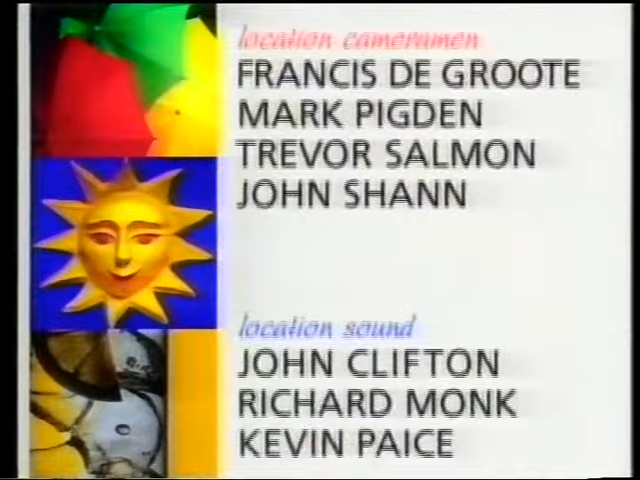 location cameramen
FRANCIS DE GROOTE
MARK PIGDEN
TREVOR SALMON
JOHN SHANN
location sound
JOHN CLIFTON
RICHARD MONK
KEVIN PAICE